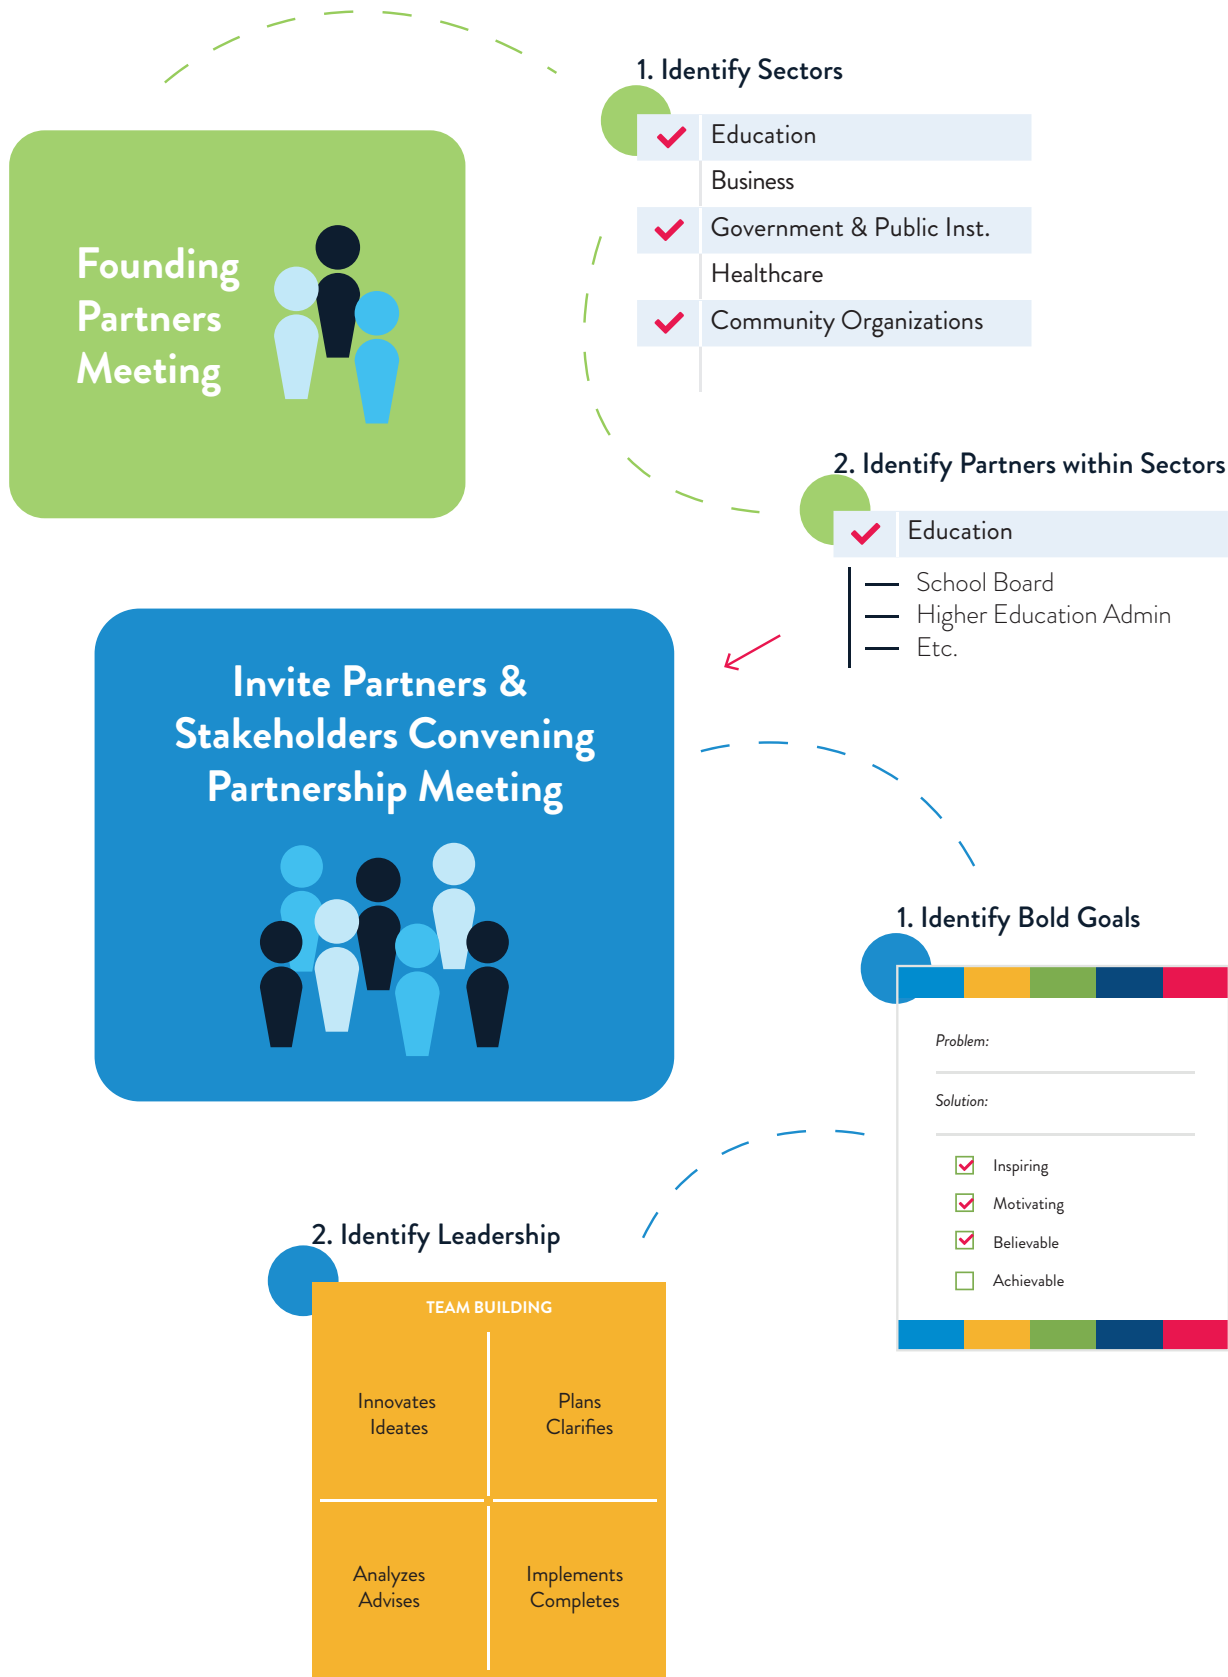 1. Identify Sectors
Education
Business
Government & Public Inst.
Healthcare
Community Organizations
Founding
Partners
Meeting
2. Identify Partners within Sectors
Education
School Board
Higher Education Admin
Etc.
Invite Partners &
Stakeholders Convening
Partnership Meeting
1. Identify Bold Goals
Problem:
Solution:
Inspiring
Motivating
Believable
Achievable
2. Identify Leadership
TEAM BUILDING
Innovates
Ideates
Plans
Clarifies
Analyzes
Advises
Implements
Completes